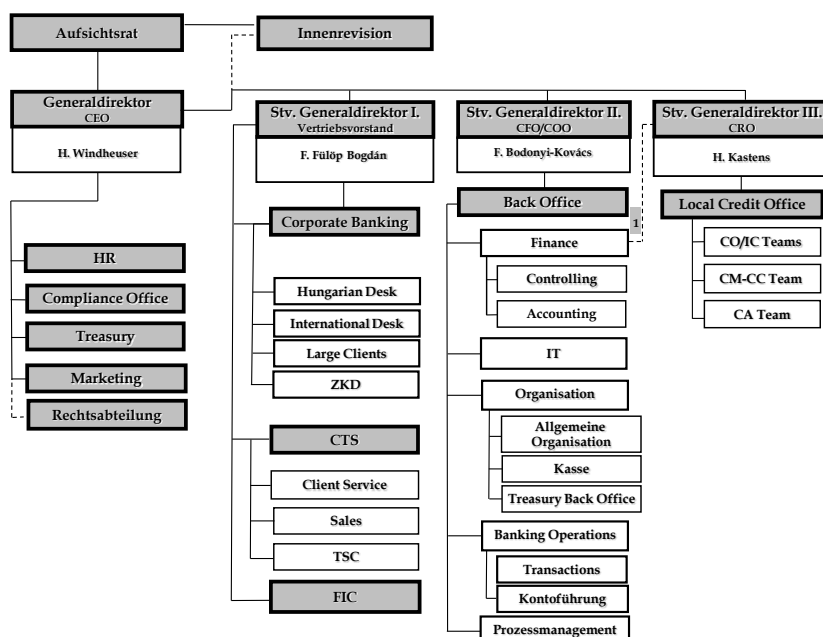 Aufsichtsrat
Innenrevision
Generaldirektor
CEO
H. Windheuser
Stv. Generaldirektor I.
Vertriebsvorstand
F. Fülöp Bogdán
Stv. Generaldirektor II.
CFO/COO
F. Bodonyi-Kovács
Stv. Generaldirektor III.
CRO
H. Kastens
HR
Compliance Office
Treasury
Marketing
Rechtsabteilung
Corporate Banking
Hungarian Desk
International Desk
Large Clients
ZKD
CTS
Client Service
Sales
TSC
FIC
Back Office
1
Finance
Controlling
Accounting
IT
Organisation
Allgemeine
Organisation
Kasse
Treasury Back Office
Banking Operations
Transactions
Kontoführung
Prozessmanagement
Local Credit Office
CO/IC Teams
CM-CC Team
CA Team